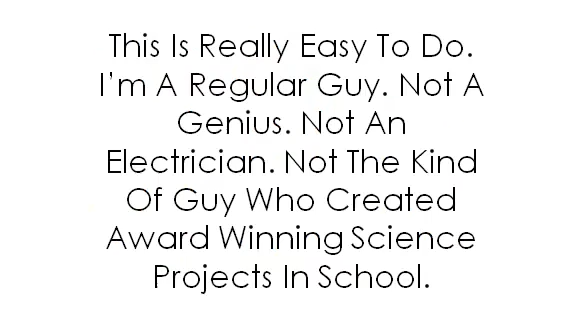 This Is Really Easy To Do.
I'm A Regular Guy. Not A
Genius. Not An
Electrician. Not The Kind
Of Guy Who Created
Award Winning Science
Projects In School.